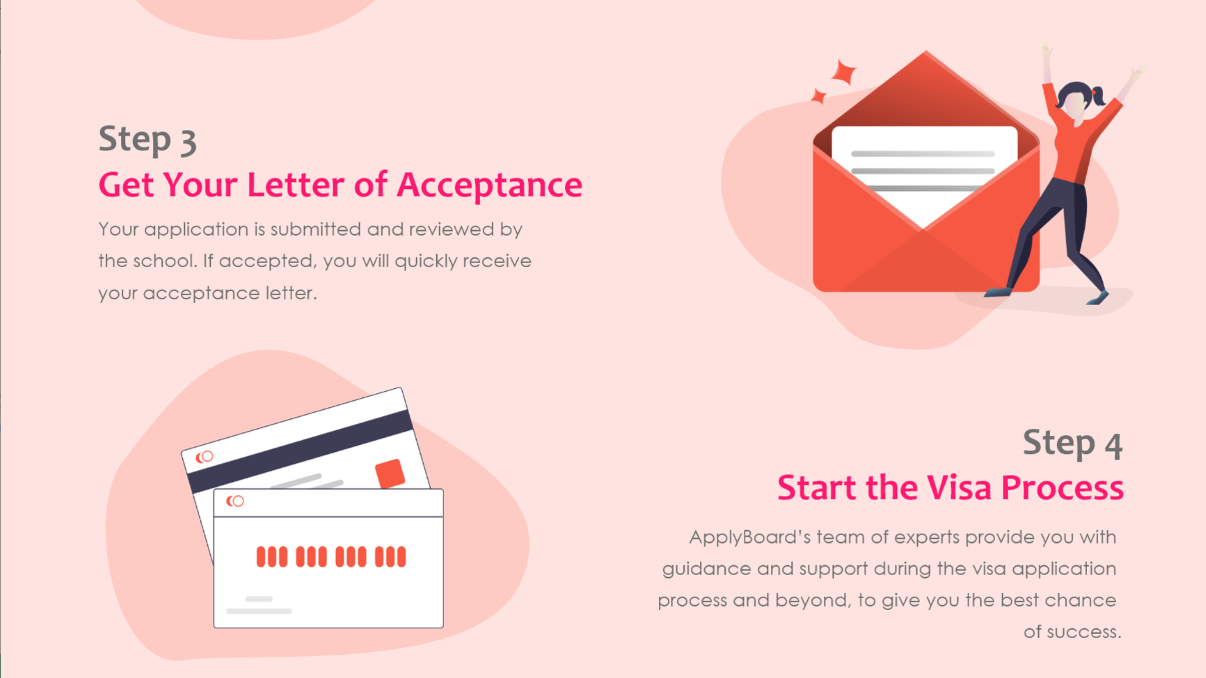 Step 3
Get Your Letter of Acceptance
Your application is submitted and reviewed by
the school. If accepted, you will quickly receive
your acceptance letter.
Step 4
Start the Visa Process
ApplyBoard’s team of experts provide you with
guidance and support during the visa application
process and beyond, to give you the best chance
of success.